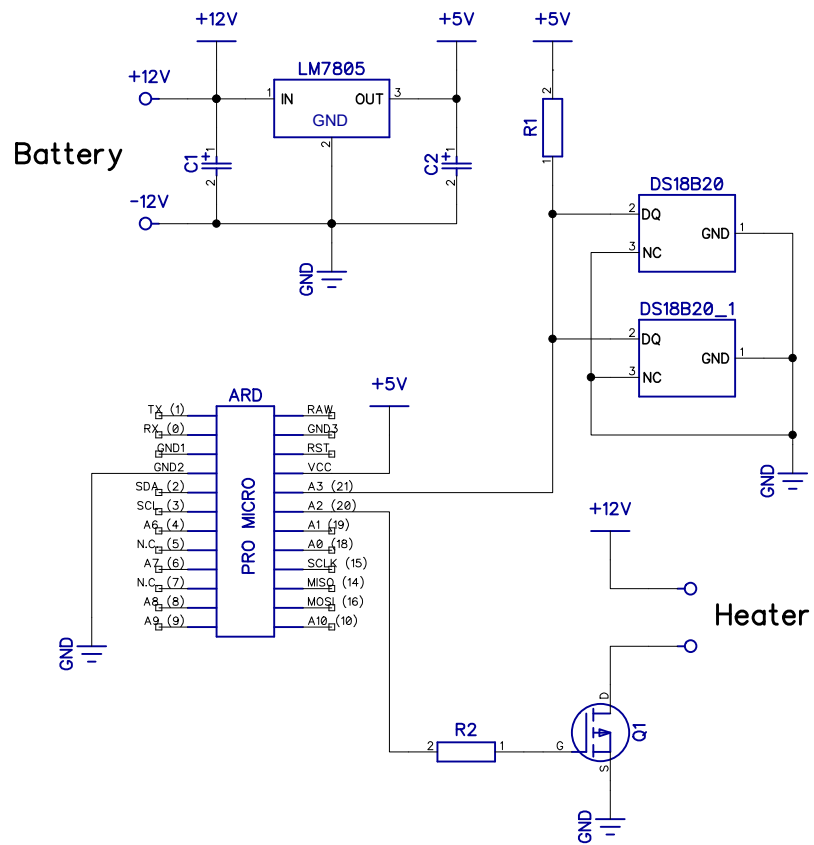 +12V
+5V
+5V
+12V
LM7805
1
IN
OUT
3
GND
2
Battery
C1
+
1
2
C2
+
1
2
-12V
GND
2
R1
1
DS18B20
2
DQ
GND
1
3
NC
DS18B20_1
2
DQ
GND
1
3
NC
GND
+5V
ARD
PRO MICRO
TX (1)
RX (0)
GND1
GND2
SDA (2)
SCL (3)
A6 (4)
N.C (5)
A7 (6)
N.C (7)
A8 (8)
A9 (9)
RAW
GND3
RST
VCC
A3 (21)
A2 (20)
A1 (19)
A0 (18)
SCLK (15)
MISO (14)
MOSI (16)
A10 (10)
GND
+12V
Heater
R2
2
1
G
D
S
Q1
GND